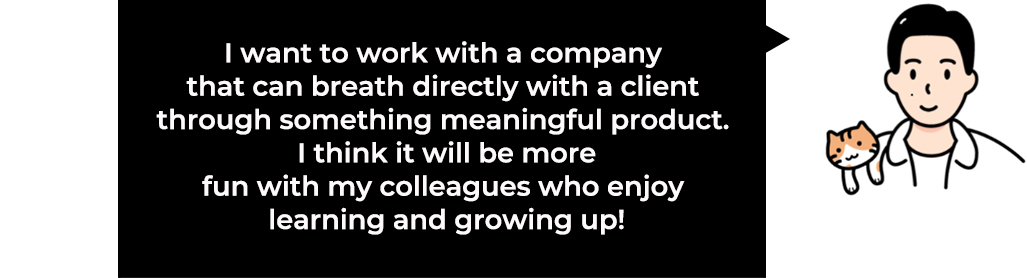 I want to work with a company
that can breath directly with a client
through something meaningful product.
I think it will be more
fun with my colleagues who enjoy
learning and growing up!